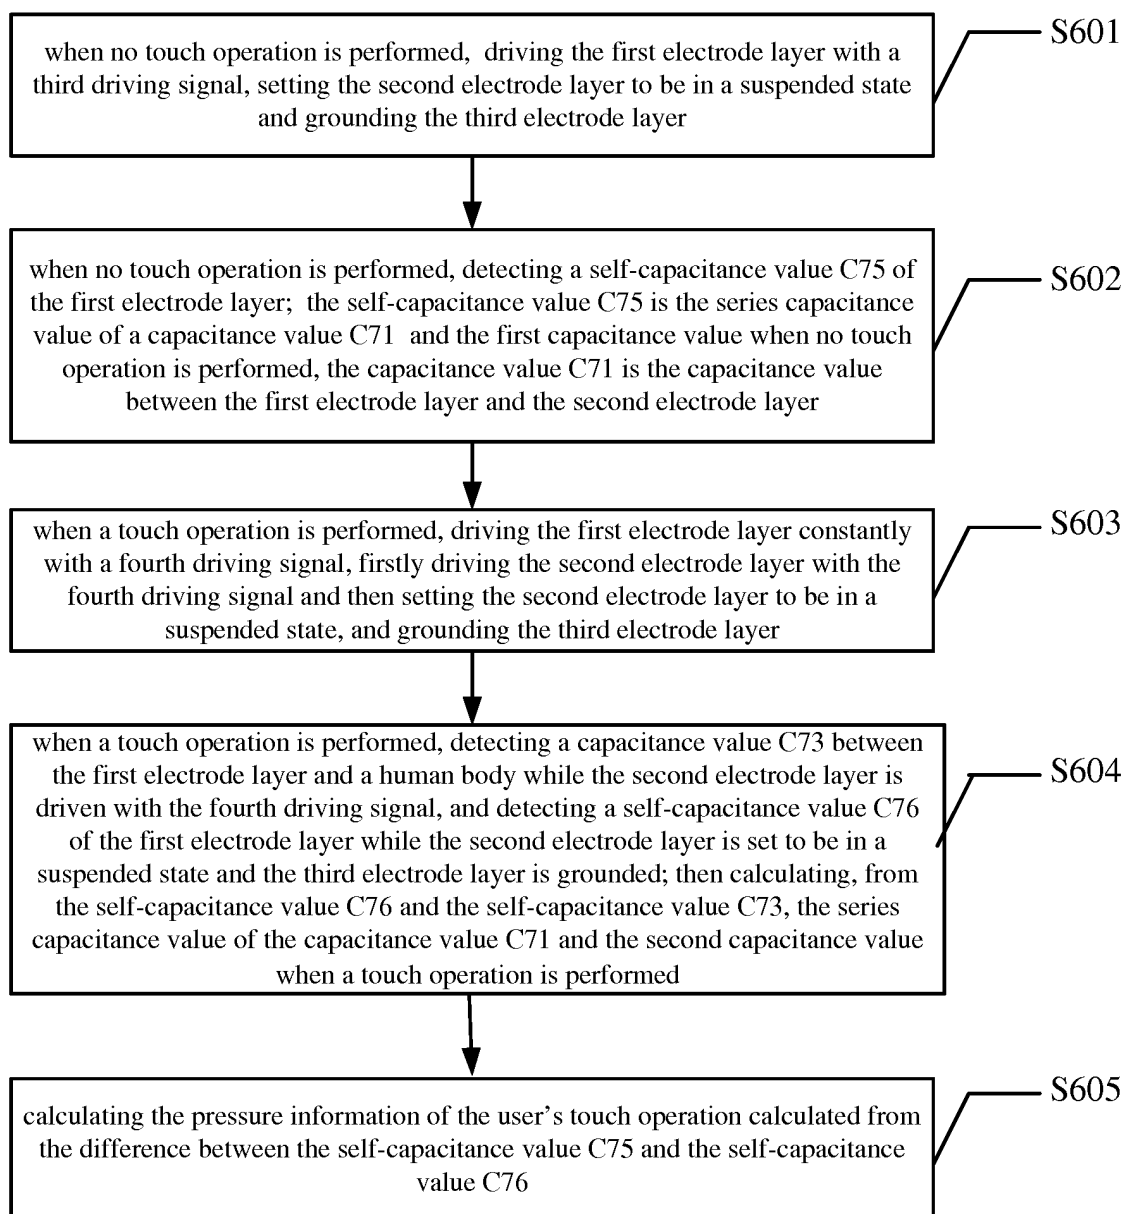 when no touch operation is performed, driving the first electrode layer with a
third driving signal, setting the second electrode layer to be in a suspended state
and grounding the third electrode layer
S601
when no touch operation is performed, detecting a self-capacitance value C75 of
the first electrode layer; the self-capacitance value C75 is the series capacitance
value of a capacitance value C71 and the first capacitance value when no touch
operation is performed, the capacitance value C71 is the capacitance value
between the first electrode layer and the second electrode layer
S602
when a touch operation is performed, driving the first electrode layer constantly
with a fourth driving signal, firstly driving the second electrode layer with the
fourth driving signal and then setting the second electrode layer to be in a
suspended state, and grounding the third electrode layer
S603
when a touch operation is performed, detecting a capacitance value C73 between
the first electrode layer and a human body while the second electrode layer is
driven with the fourth driving signal, and detecting a self-capacitance value C76
of the first electrode layer while the second electrode layer is set to be in a
suspended state and the third electrode layer is grounded; then calculating, from
the self-capacitance value C76 and the self-capacitance value C73, the series
capacitance value of the capacitance value C71 and the second capacitance value
when a touch operation is performed
S604
calculating the pressure information of the user's touch operation calculated from
the difference between the self-capacitance value C75 and the self-capacitance
value C76
S605